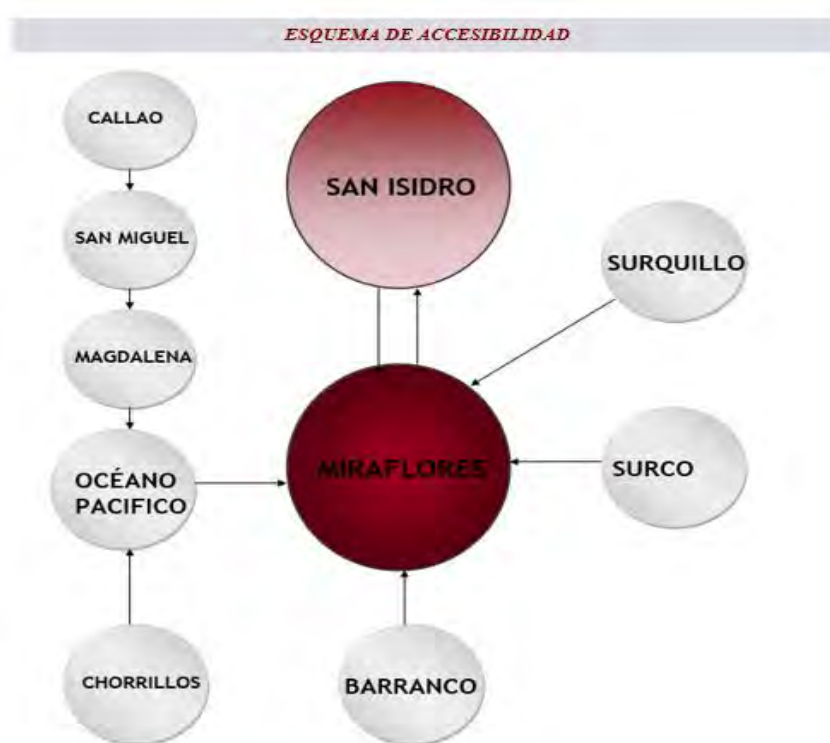 ESQUEMA DE ACCESIBILIDAD
CALLAO
SAN ISIDRO
SAN MIGUEL
SURQUILLO
MAGDALENA
MIRAFLORES
SURCO
OCÉANO
PACIFICO
CHORRILLOS
BARRANCO